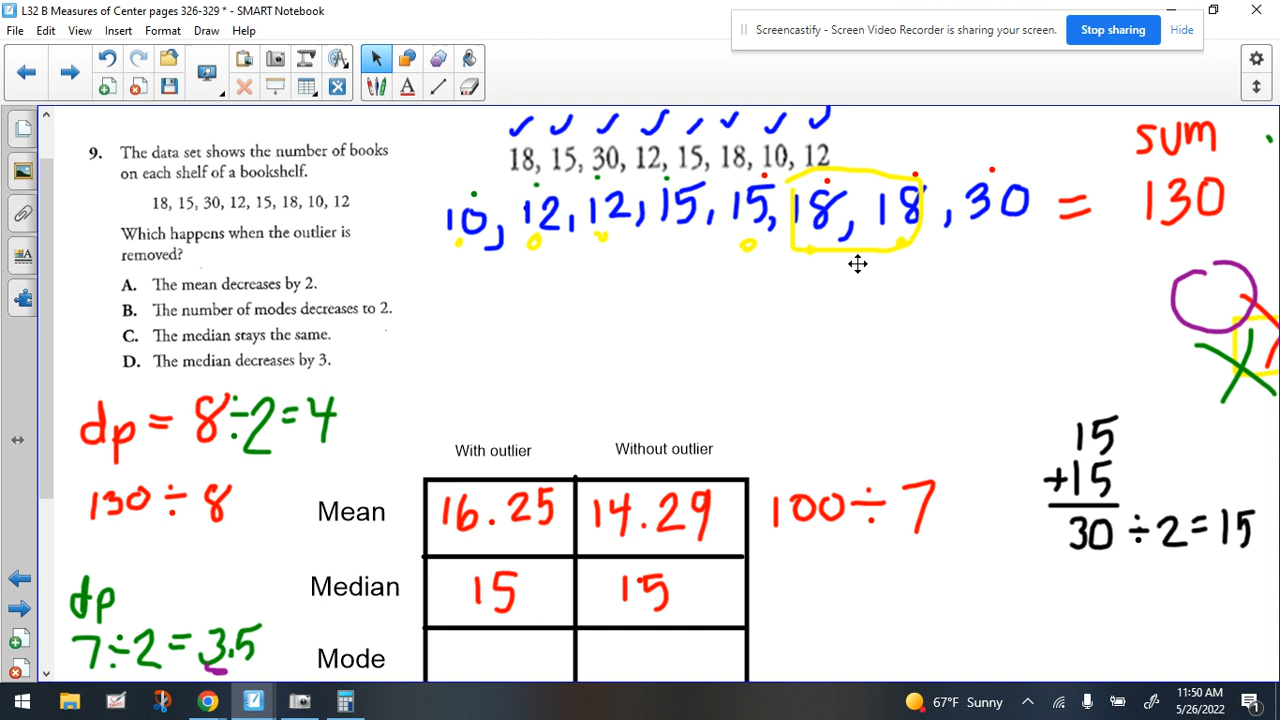 L32 B Measures of Center pages 326-329 * - SMART Notebook
File Edit View Insert Format Draw Help
Screencastify - Screen Video Recorder is sharing your screen. Stop sharing Hide
9. The data set shows the number of books
on each shelf of a bookshelf.
18, 15, 30, 12, 15, 18, 10, 12
Which happens when the outlier is
removed?
A. The mean decreases by 2.
B. The number of modes decreases to 2.
C. The median stays the same.
D. The median decreases by 3.
18, 15, 30, 12, 15, 18, 10, 12
10, 12, 12, 15, 15, 18, 18, 30 = 130
sum
dp = 8 ÷ 2 = 4
130 ÷ 8
dp
7 ÷ 2 = 3.5
With outlier Without outlier
Mean 16.25 14.29 100 ÷ 7
Median 15 15
Mode
15
+15
30 ÷ 2 = 15
67°F Sunny
11:50 AM
5/26/2022
1